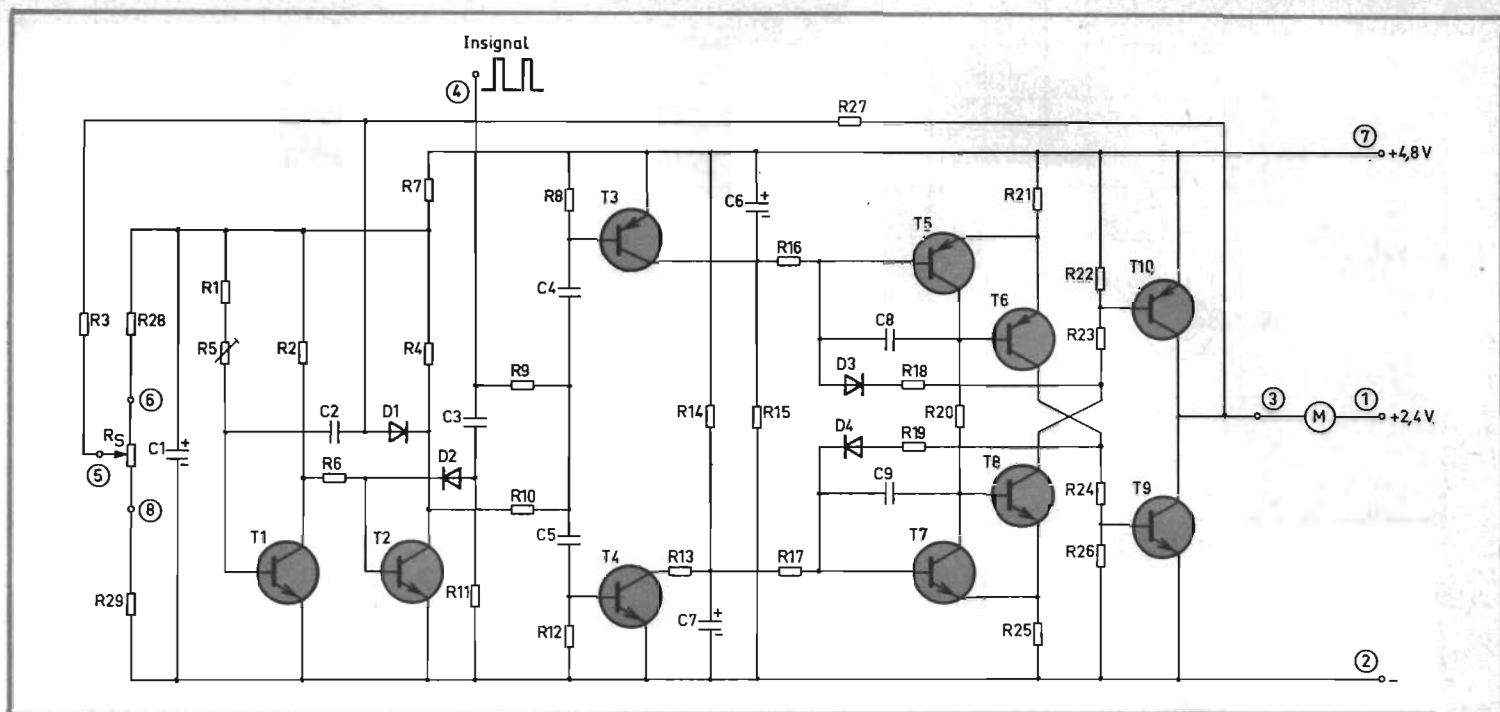 Insignal
4
R27
7
+4,8V
R7
R8
T3
C6
R21
T5
R16
R1
C4
R22
T10
R3
R28
T6
R5
R2
R4
C8
R23
R9
D3
R18
6
C2
D1
C3
R14
R15
R20
3
M
1
+2,4V
RS
C1
D4
R19
5
R6
D2
T8
8
R10
C9
R24
T9
C5
T1
T2
T4
R13
R17
T7
R26
R29
R11
R12
C7
R25
2
-